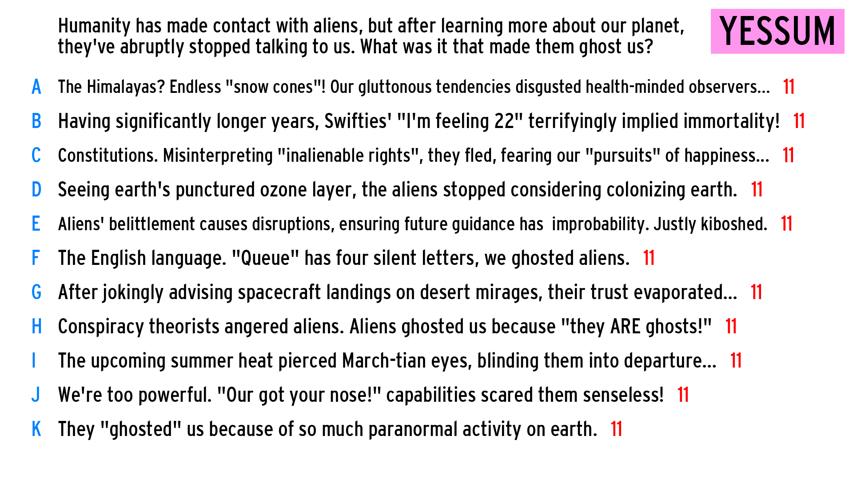 Humanity has made contact with aliens, but after learning more about our planet,
they've abruptly stopped talking to us. What was it that made them ghost us?
YESSUM
A The Himalayas? Endless "snow cones"! Our gluttonous tendencies disgusted health-minded observers... 11
B Having significantly longer years, Swifties' "I'm feeling 22" terrifyingly implied immortality! 11
C Constitutions. Misinterpreting "inalienable rights", they fled, fearing our "pursuits" of happiness... 11
D Seeing earth's punctured ozone layer, the aliens stopped considering colonizing earth. 11
E Aliens' belittlement causes disruptions, ensuring future guidance has improbability. Justly kiboshed. 11
F The English language. "Queue" has four silent letters, we ghosted aliens. 11
G After jokingly advising spacecraft landings on desert mirages, their trust evaporated... 11
H Conspiracy theorists angered aliens. Aliens ghosted us because "they ARE ghosts!" 11
I The upcoming summer heat pierced March-tian eyes, blinding them into departure... 11
J We're too powerful. "Our got your nose!" capabilities scared them senseless! 11
K They "ghosted" us because of so much paranormal activity on earth. 11